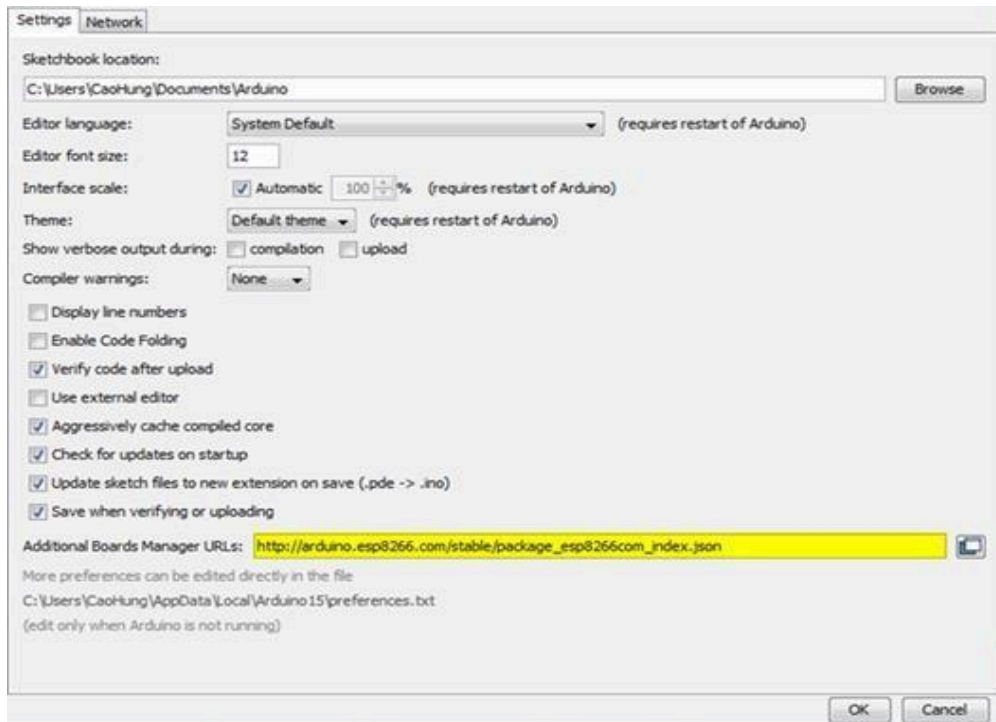 Settings Network
Sketchbook location:
C:\Users\CaoHung\Documents\Arduino Browse
Editor language: System Default (requires restart of Arduino)
Editor font size: 12
Interface scale: Automatic 100 % (requires restart of Arduino)
Theme: Default theme (requires restart of Arduino)
Show verbose output during: compilation upload
Compiler warnings: None
Display line numbers
Enable Code Folding
Verify code after upload
Use external editor
Aggressively cache compiled core
Check for updates on startup
Update sketch files to new extension on save (.pde -> .ino)
Save when verifying or uploading
Additional Boards Manager URLs: http://arduino.esp8266.com/stable/package_esp8266com_index.json
More preferences can be edited directly in the file
C:\Users\CaoHung\AppData\Local\Arduino15\preferences.txt
(edit only when Arduino is not running)
OK Cancel